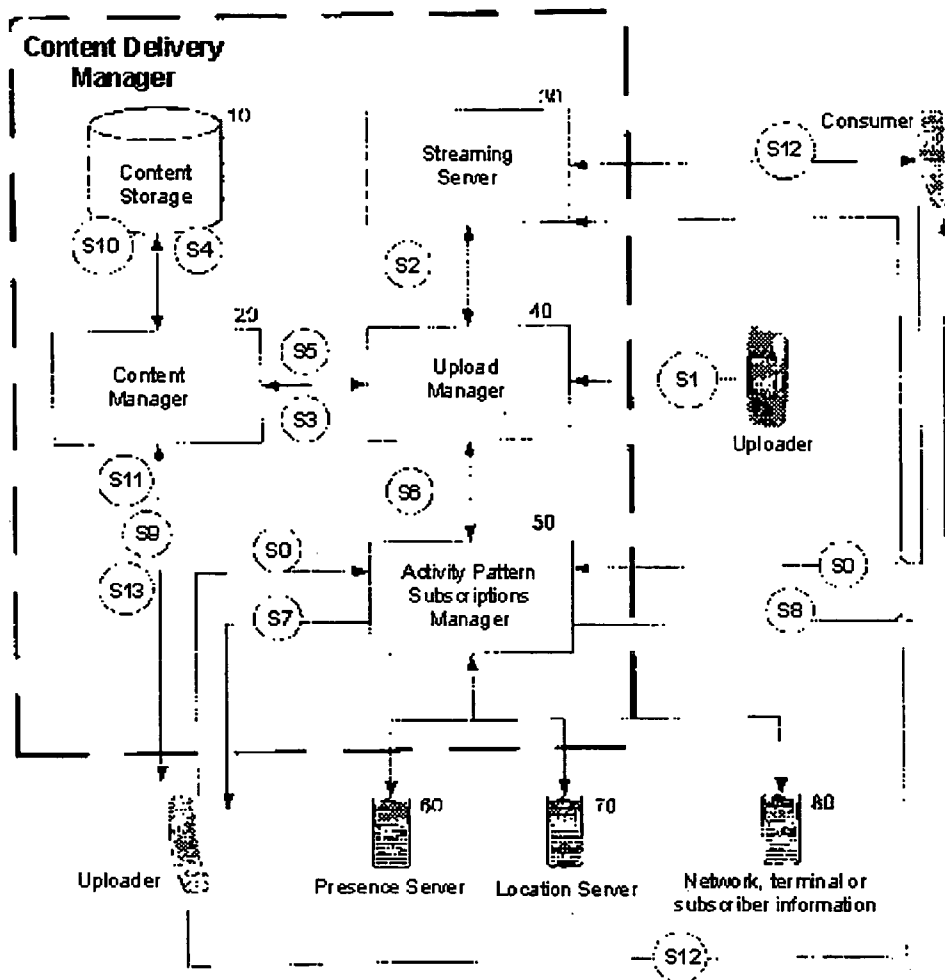 Content Delivery
Manager
10
Content
Storage
S10
S4
Streaming
Server
S12
Consumer
S2
20
Content
Manager
S5
S3
40
Upload
Manager
S1
Uploader
S11
S9
S13
S6
S0
S7
50
Activity Pattern
Subscriptions
Manager
S0
S8
60
70
80
Uploader
Presence Server
Location Server
Network, terminal or
subscriber information
S12